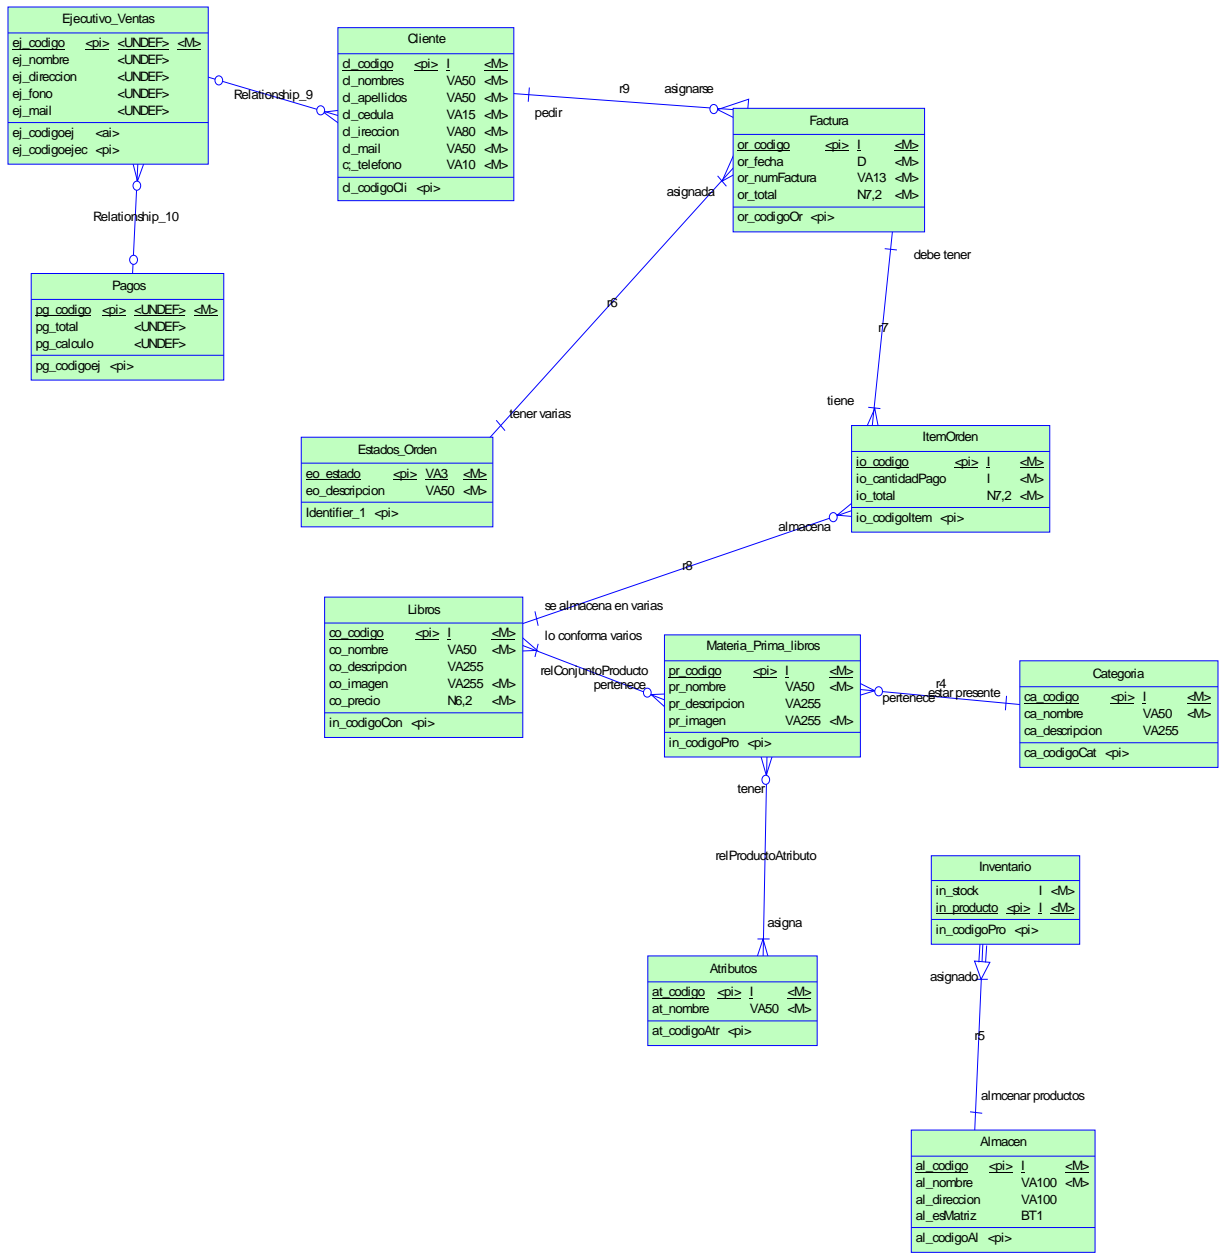 Ejecutivo_Ventas
ej_codigo <pi> <UNDEF> <M>
ej_nombre <UNDEF>
ej_direccion <UNDEF>
ej_fono <UNDEF>
ej_mail <UNDEF>
ej_codigoej <ai>
ej_codigoejec <pi>
Relationship_9
Cliente
cl_codigo <pi> I <M>
cl_nombres VA50 <M>
cl_apellidos VA50 <M>
cl_cedula VA15 <M>
cl_ireccion VA80 <M>
cl_mail VA50 <M>
c;_telefono VA10 <M>
cl_codigoCli <pi>
r9
asignarse
pedir
Factura
or_codigo <pi> I <M>
or_fecha D <M>
or_numFactura VA13 <M>
or_total N7,2 <M>
or_codigoOr <pi>
asignada
Relationship_10
debe tener
Pagos
pg_codigo <pi> <UNDEF> <M>
pg_total <UNDEF>
pg_calculo <UNDEF>
pg_codigoej <pi>
r6
r7
tiene
tener varias
Estados_Orden
eo_estado <pi> VA3 <M>
eo_descripcion VA50 <M>
Identifier_1 <pi>
ItemOrden
io_codigo <pi> I <M>
io_cantidadPago I <M>
io_total N7,2 <M>
io_codigoItem <pi>
almacena
r8
se almacena en varias
Libros
co_codigo <pi> I <M>
co_nombre VA50 <M>
co_descripcion VA255
co_imagen VA255 <M>
co_precio N6,2 <M>
in_codigoCon <pi>
lo conforma varios
relConjuntoProducto
pertenece
Materia_Prima_libros
pr_codigo <pi> I <M>
pr_nombre VA50 <M>
pr_descripcion VA255
pr_imagen VA255 <M>
in_codigoPro <pi>
r4
pertenece
estar presente
Categoria
ca_codigo <pi> I <M>
ca_nombre VA50 <M>
ca_descripcion VA255
ca_codigoCat <pi>
tener
relProductoAtributo
asigna
Atributos
at_codigo <pi> I <M>
at_nombre VA50 <M>
at_codigoAtr <pi>
Inventario
in_stock I <M>
in_producto <pi> I <M>
in_codigoPro <pi>
asignado
r5
almcenar productos
Almacen
al_codigo <pi> I <M>
al_nombre VA100 <M>
al_direccion VA100
al_esMatriz BT1
al_codigoAl <pi>